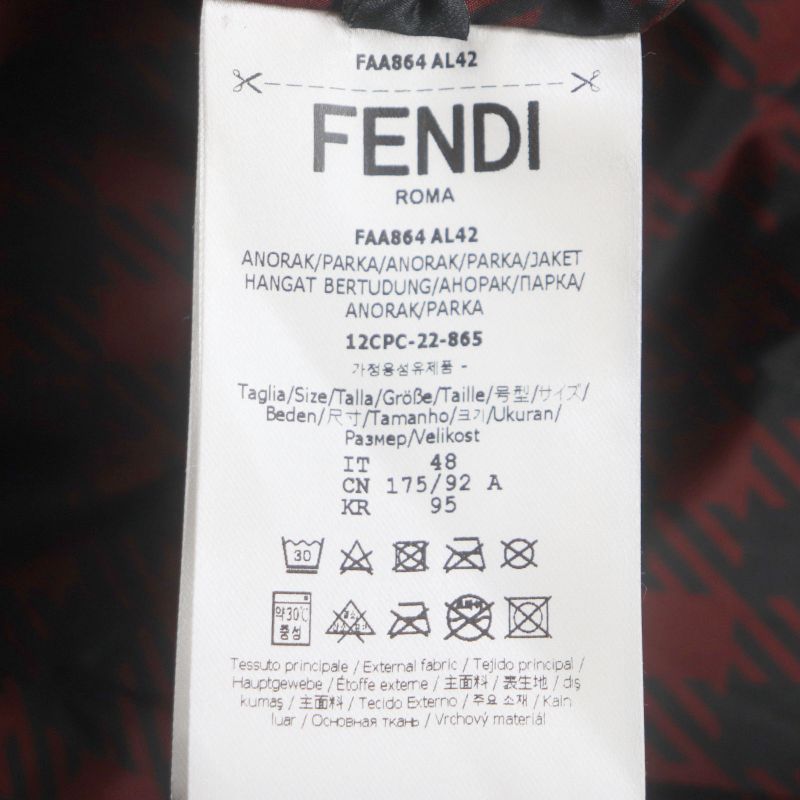 FAA864 AL42
FENDI
ROMA
FAA864 AL42
ANORAK/PARKA/ANORAK/PARKA/JAKET
HANGAT BERTUDUNG/АНОРАК/ПАРКА/
ANORAK/PARKA
12CPC-22-865
가정용섬유제품 -
Taglia/Size/Talla/Größe/Taille/号型/サイズ/
Beden/尺寸/Tamanho/크기/Ukuran/
Размер/Velikost
IT 48
CN 175/92 A
KR 95
30
약30℃
중성
Tessuto principale / External fabric / Tejido principal /
Hauptgewebe / Étoffe externe / 主面料 / 表生地 / dış
kumaş / 主面料 / Tecido Externo / 주요 소재 / Kain
luar / Основная ткань / Vrchový materiál